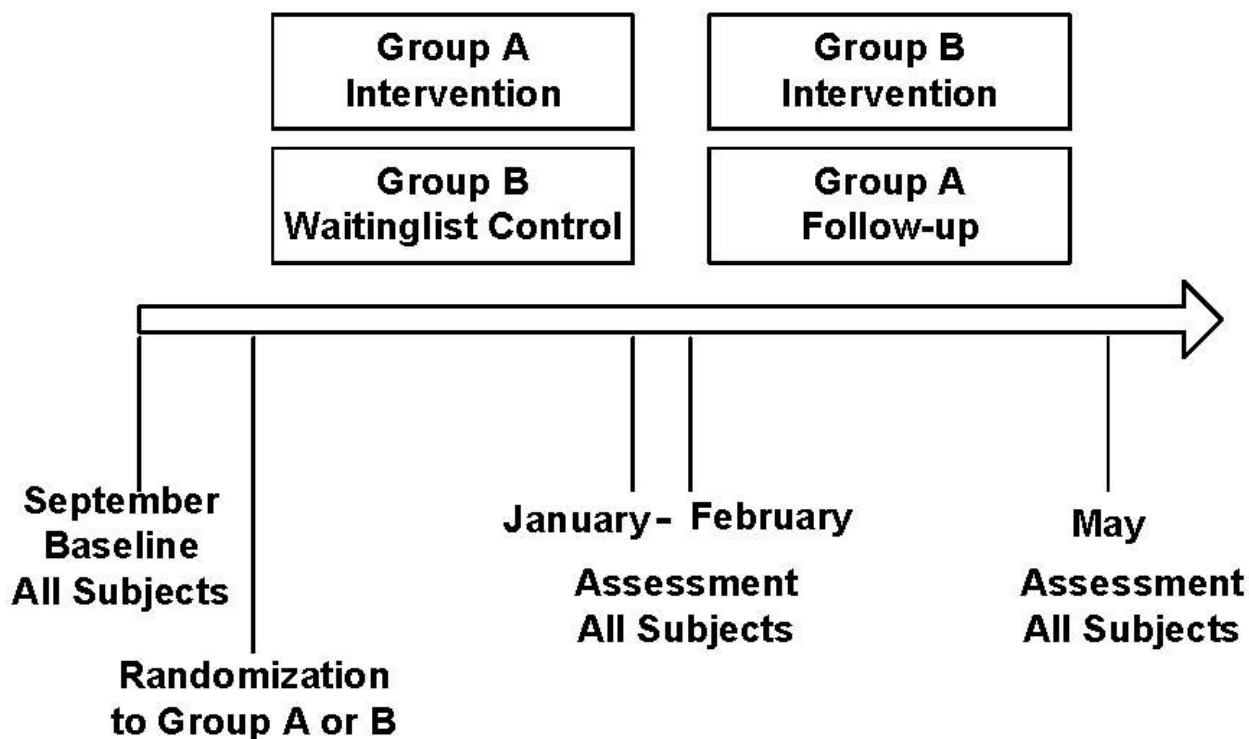 Group A
Intervention
Group B
Intervention
Group B
Waitinglist Control
Group A
Follow-up
September
Baseline
All Subjects
Randomization
to Group A or B
January - February
Assessment
All Subjects
May
Assessment
All Subjects